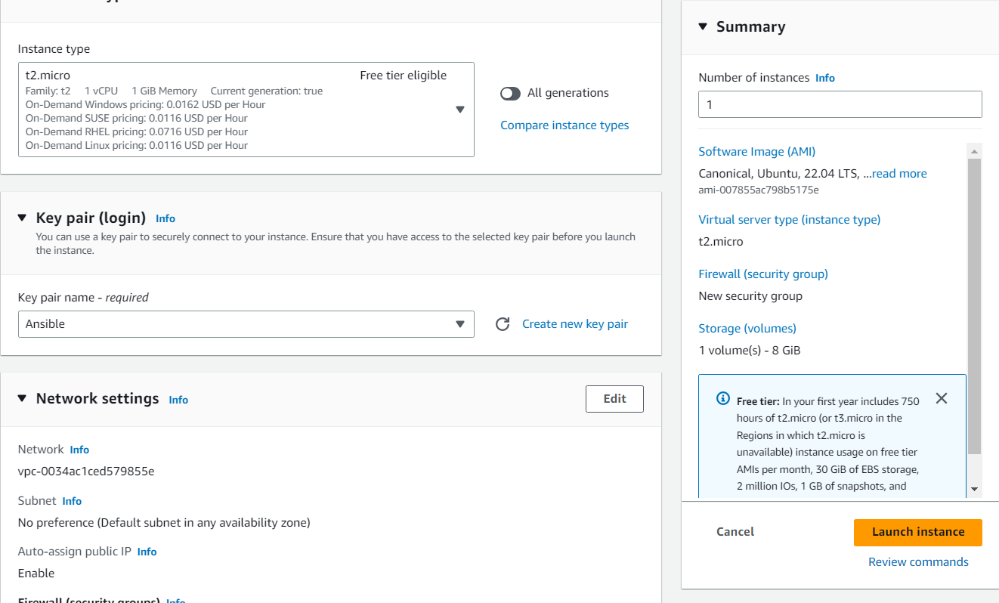 Instance type
t2.micro Free tier eligible
Family: t2 1 vCPU 1 GiB Memory Current generation: true
On-Demand Windows pricing: 0.0162 USD per Hour
On-Demand SUSE pricing: 0.0116 USD per Hour
On-Demand RHEL pricing: 0.0716 USD per Hour
On-Demand Linux pricing: 0.0116 USD per Hour
All generations
Compare instance types
Key pair (login) Info
You can use a key pair to securely connect to your instance. Ensure that you have access to the selected key pair before you launch
the instance.
Key pair name - required
Ansible
Create new key pair
Network settings Info
Edit
Network Info
vpc-0034ac1ced579855e
Subnet Info
No preference (Default subnet in any availability zone)
Auto-assign public IP Info
Enable
Firewall (security groups) Info
Summary
Number of instances Info
1
Software Image (AMI)
Canonical, Ubuntu, 22.04 LTS, ...read more
ami-007855ac798b5175e
Virtual server type (instance type)
t2.micro
Firewall (security group)
New security group
Storage (volumes)
1 volume(s) - 8 GiB
Free tier: In your first year includes 750
hours of t2.micro (or t3.micro in the
Regions in which t2.micro is
unavailable) instance usage on free tier
AMIs per month, 30 GiB of EBS storage,
2 million IOs, 1 GB of snapshots, and
Cancel
Launch instance
Review commands